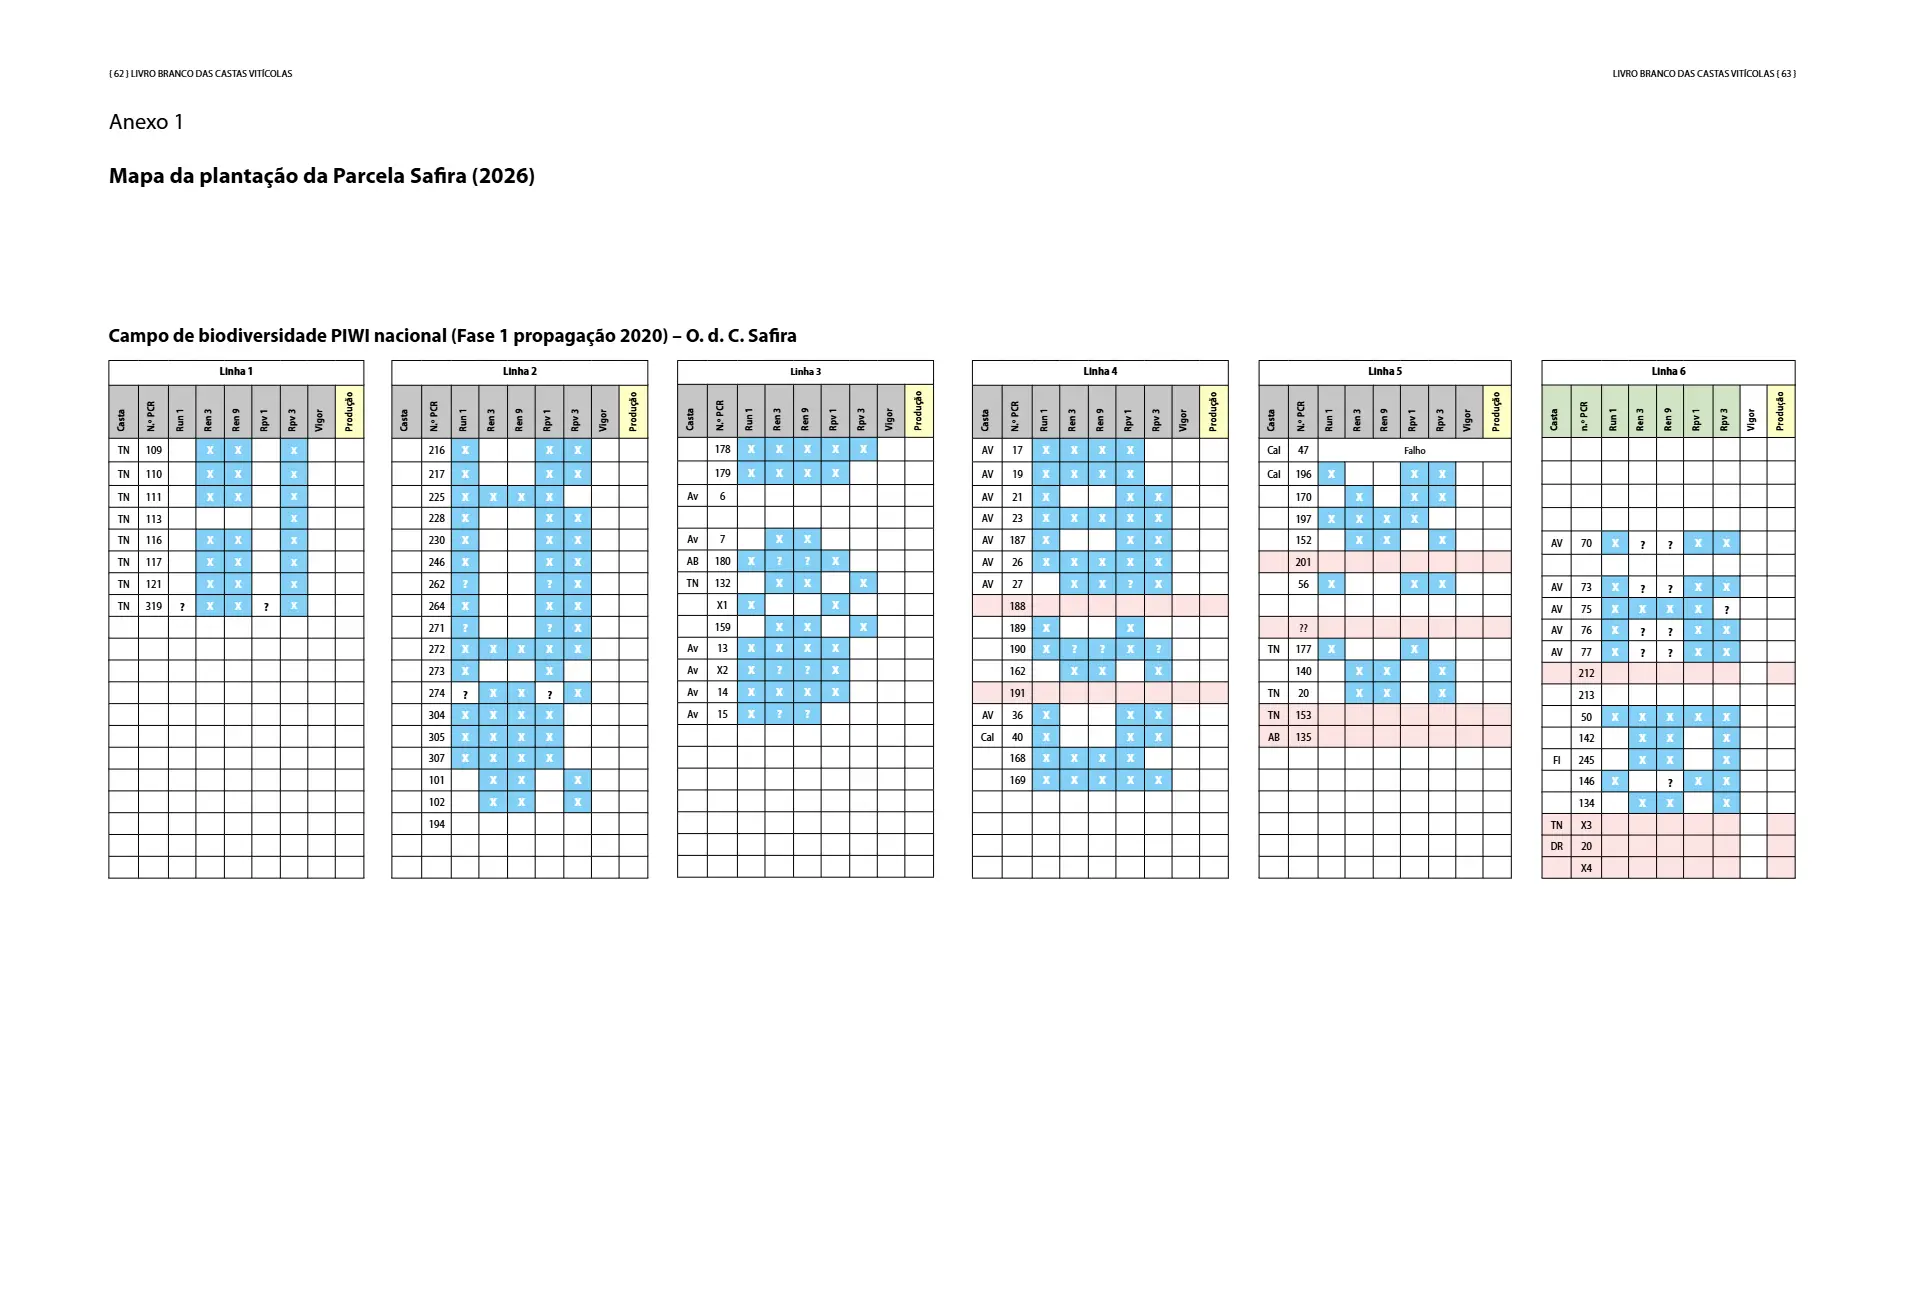 { 62 } LIVRO BRANCO DAS CASTAS VITÍCOLAS
LIVRO BRANCO DAS CASTAS VITÍCOLAS { 63 }
Anexo 1
Mapa da plantação da Parcela Safira (2026)
Campo de biodiversidade PIWI nacional (Fase 1 propagação 2020) – O. d. C. Safira
Linha 1
Casta N.º PCR Run 1 Ren 3 Ren 9 Rpv 1 Rpv 3 Vigor Produção
TN 109 X X X
TN 110 X X X
TN 111 X X X
TN 113 X
TN 116 X X X
TN 117 X X X
TN 121 X X X
TN 319 ? X X ? X
Linha 2
Casta N.º PCR Run 1 Ren 3 Ren 9 Rpv 1 Rpv 3 Vigor Produção
216 X X X
217 X X X
225 X X X X
228 X X X
230 X X X
246 X X X
262 ? ? X
264 X X X
271 ? ? X
272 X X X X X
273 X X
274 ? X X ? X
304 X X X X
305 X X X X
307 X X X X
101 X X X
102 X X X
194
Linha 3
Casta N.º PCR Run 1 Ren 3 Ren 9 Rpv 1 Rpv 3 Vigor Produção
178 X X X X X
179 X X X X
Av 6
Av 7 X X
AB 180 X ? ? X
TN 132 X X X
X1 X X
159 X X X
Av 13 X X X X
Av X2 X ? ? X
Av 14 X X X X
Av 15 X ? ?
Linha 4
Casta N.º PCR Run 1 Ren 3 Ren 9 Rpv 1 Rpv 3 Vigor Produção
AV 17 X X X X
AV 19 X X X X
AV 21 X X X
AV 23 X X X X X
AV 187 X X X
AV 26 X X X X X
AV 27 X X ? X
188
189 X X
190 X ? ? X ?
162 X X X
191
AV 36 X X X
Cal 40 X X X
168 X X X X
169 X X X X X
Linha 5
Casta N.º PCR Run 1 Ren 3 Ren 9 Rpv 1 Rpv 3 Vigor Produção
Cal 47 Falho
Cal 196 X X X
170 X X X
197 X X X X
152 X X X
201
56 X X X
??
TN 177 X X
140 X X X
TN 20 X X X
TN 153
AB 135
Linha 6
Casta n.º PCR Run 1 Ren 3 Ren 9 Rpv 1 Rpv 3 Vigor Produção
AV 70 X ? ? X X
AV 73 X ? ? X X
AV 75 X X X X ?
AV 76 X ? ? X X
AV 77 X ? ? X X
212
213
50 X X X X X
142 X X X
FI 245 X X X
146 X ? X X
134 X X X
TN X3
DR 20
X4